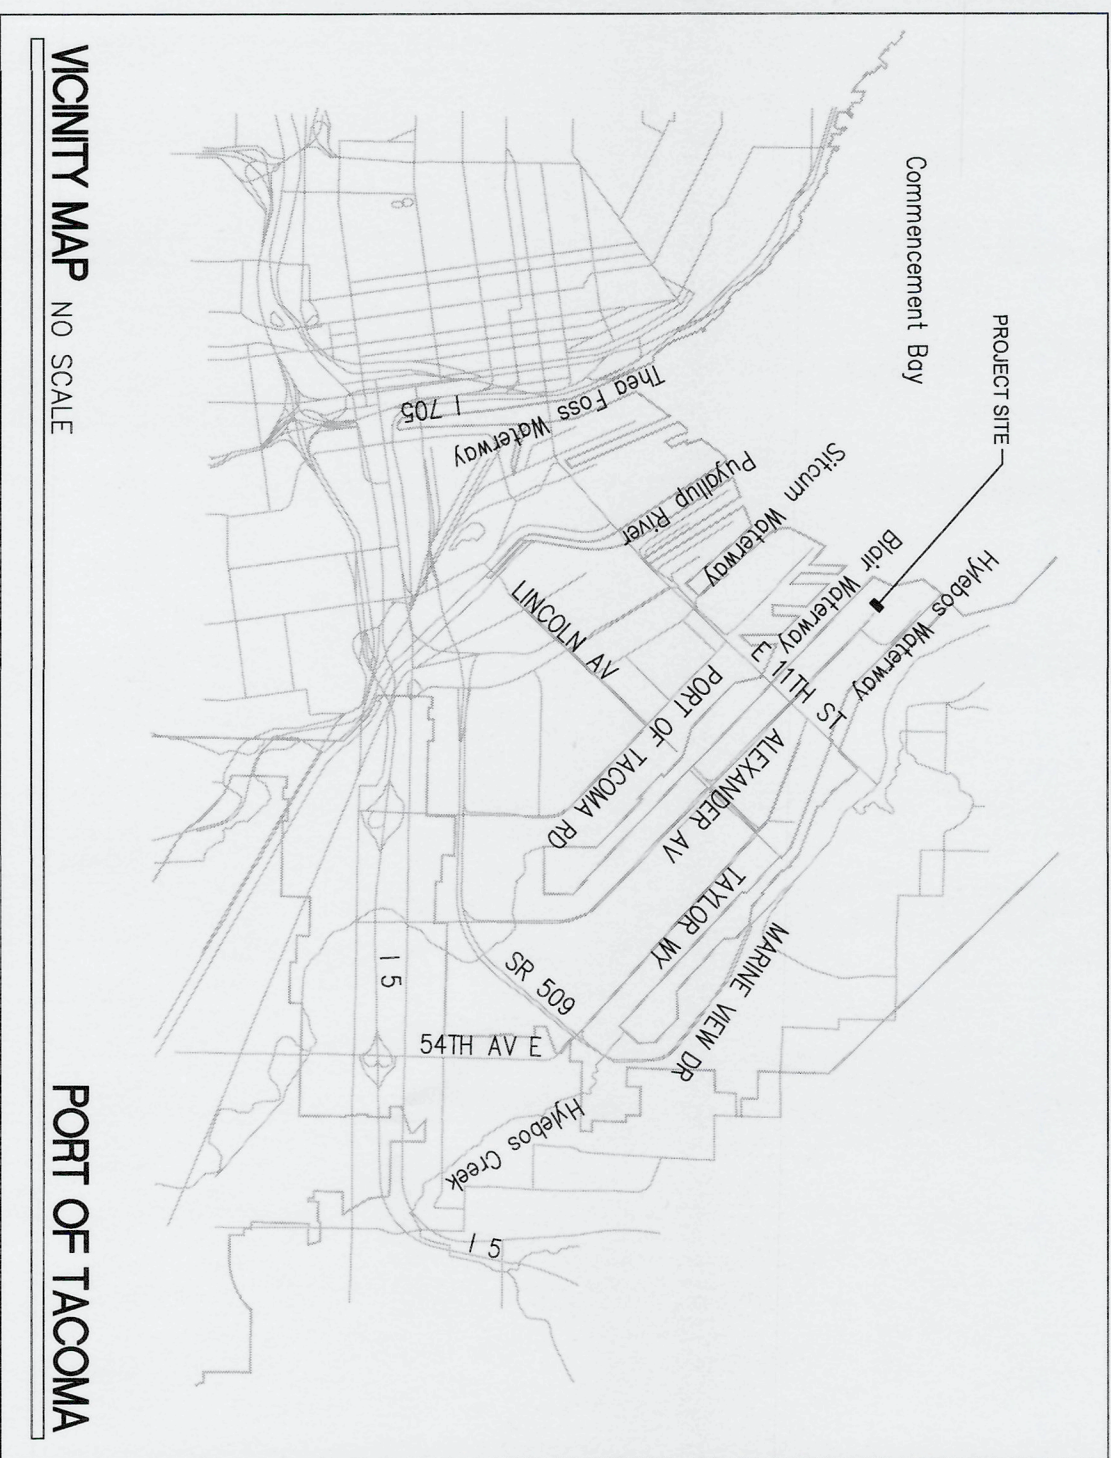 Commencement Bay
PROJECT SITE
Thea Foss Waterway
I 705
Puyallup River
Sitcum Waterway
Blair Waterway
Hylebos Waterway
E 11TH ST
LINCOLN AV
PORT OF TACOMA RD
ALEXANDER AV
TAYLOR WY
MARINE VIEW DR
SR 509
I 5
54TH AV E
Hylebos Creek
I 5
VICINITY MAP NO SCALE
PORT OF TACOMA